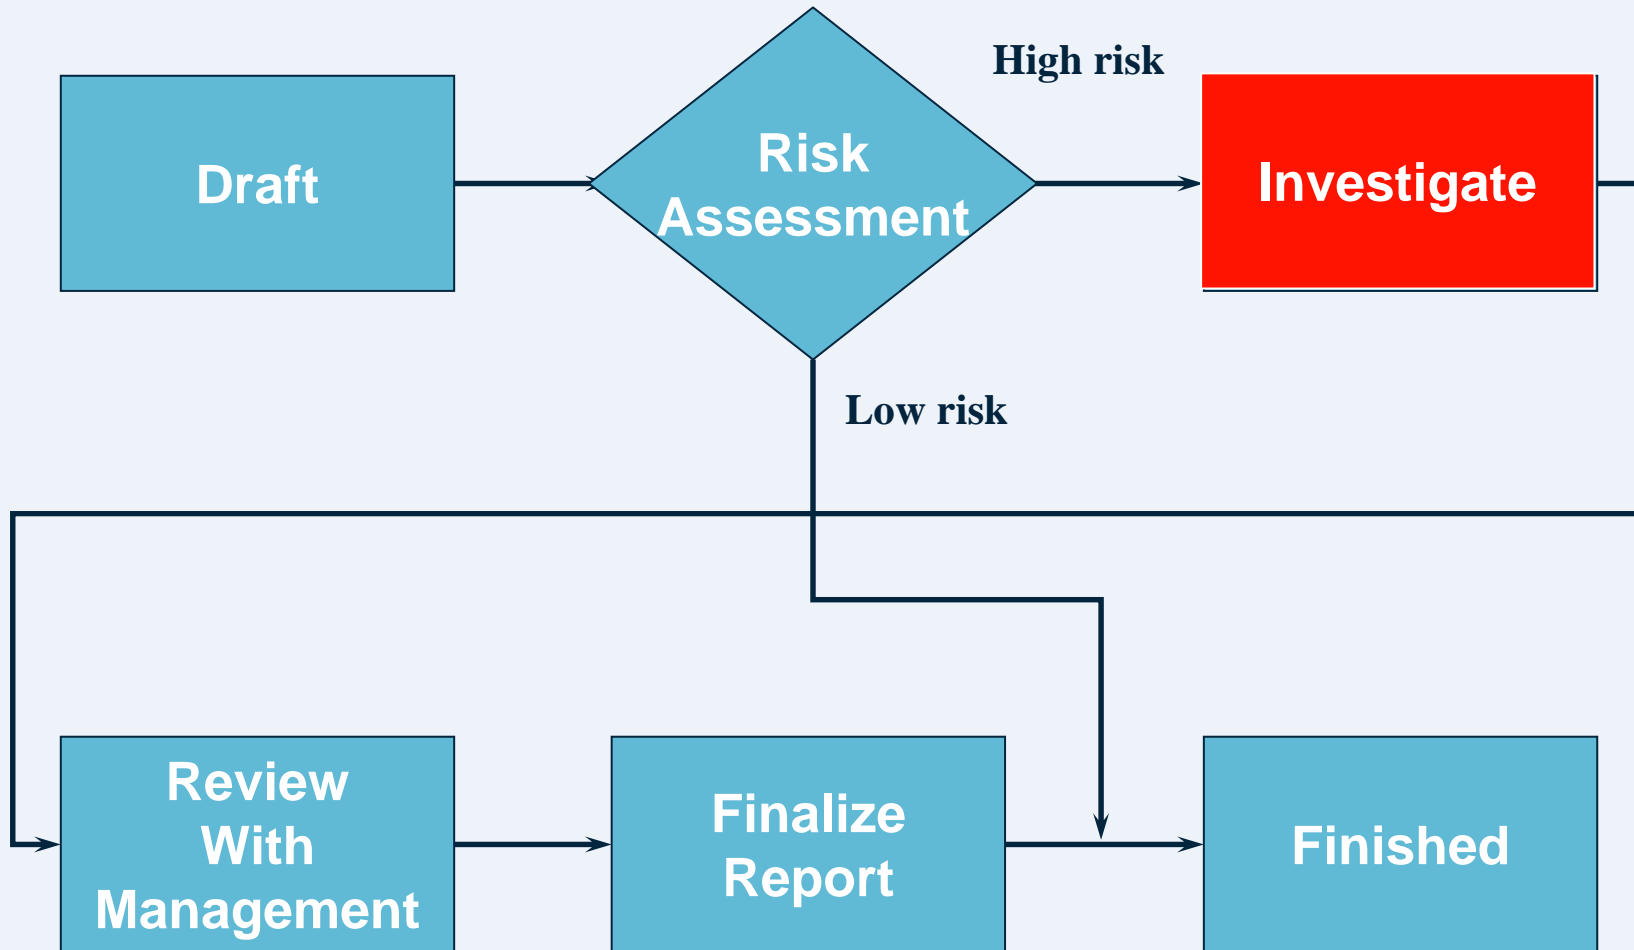 High risk
Draft
Risk
Assessment
Investigate
Low risk
Review
With
Management
Finalize
Report
Finished